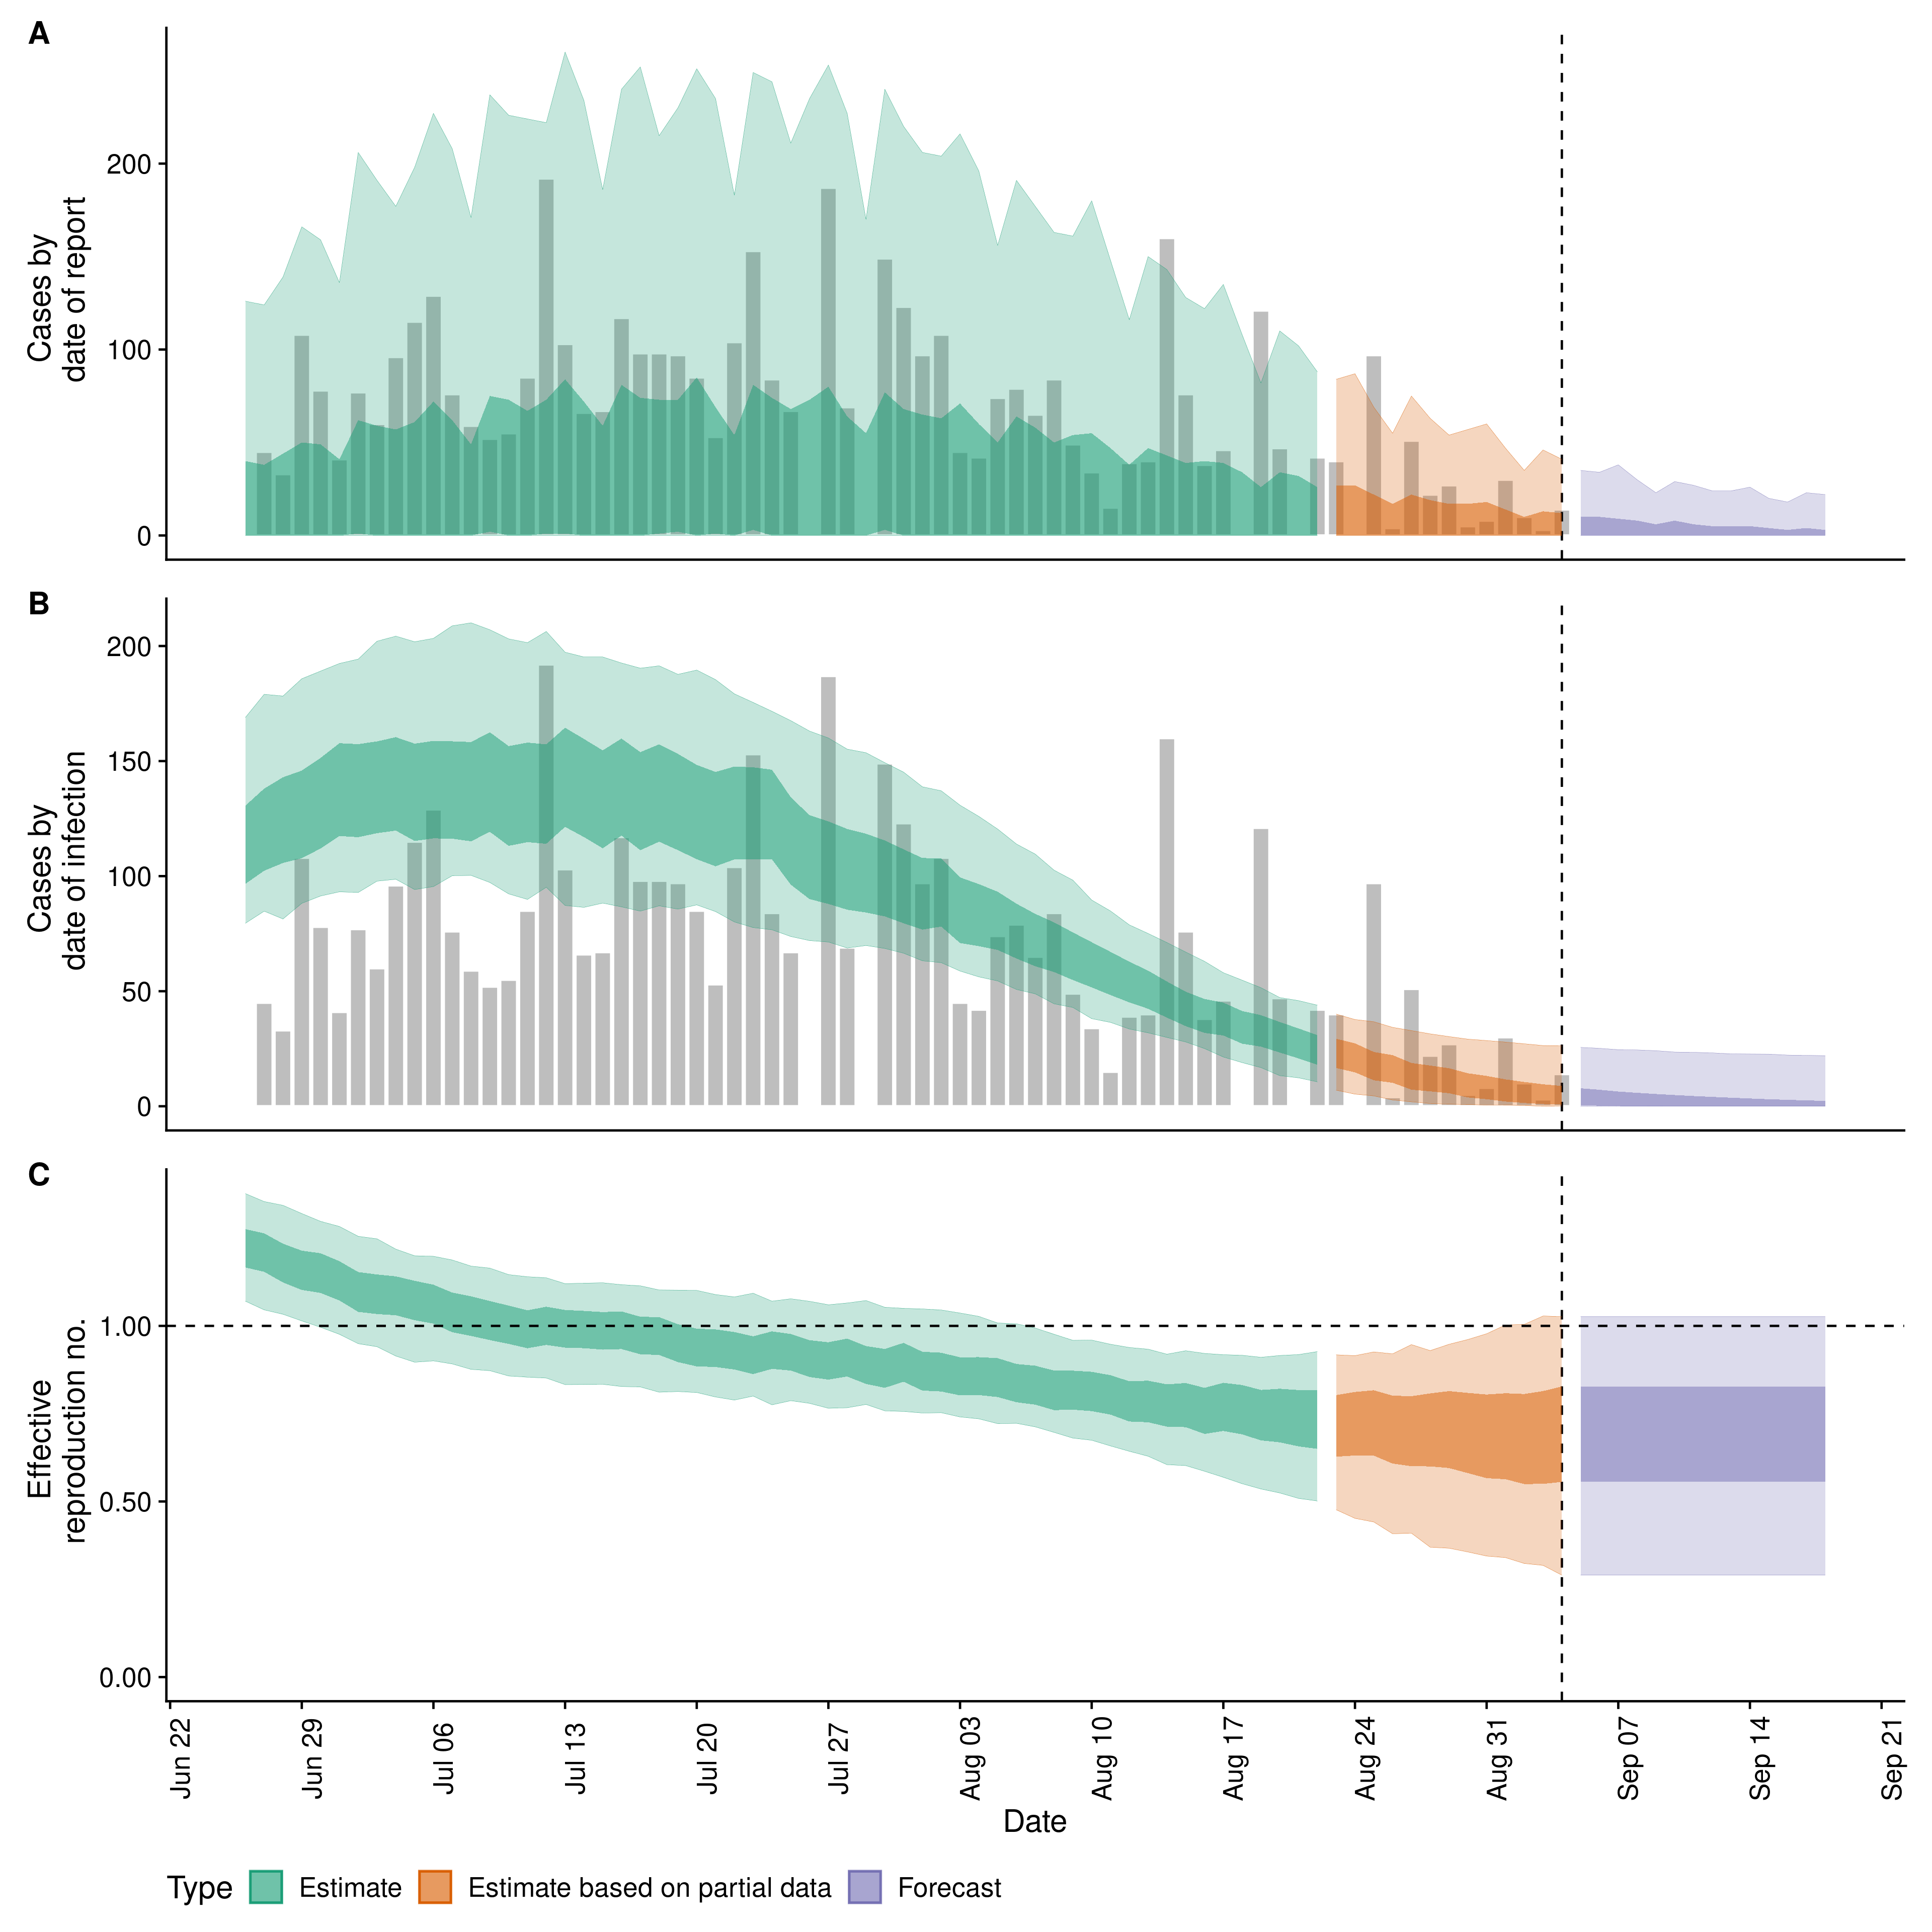 A
Cases by
date of report
200
100
0
B
Cases by
date of infection
200
150
100
50
0
C
Effective
reproduction no.
1.00
0.50
0.00
Jun 22
Jun 29
Jul 06
Jul 13
Jul 20
Jul 27
Aug 03
Aug 10
Aug 17
Aug 24
Aug 31
Sep 07
Sep 14
Sep 21
Date
Type Estimate Estimate based on partial data Forecast